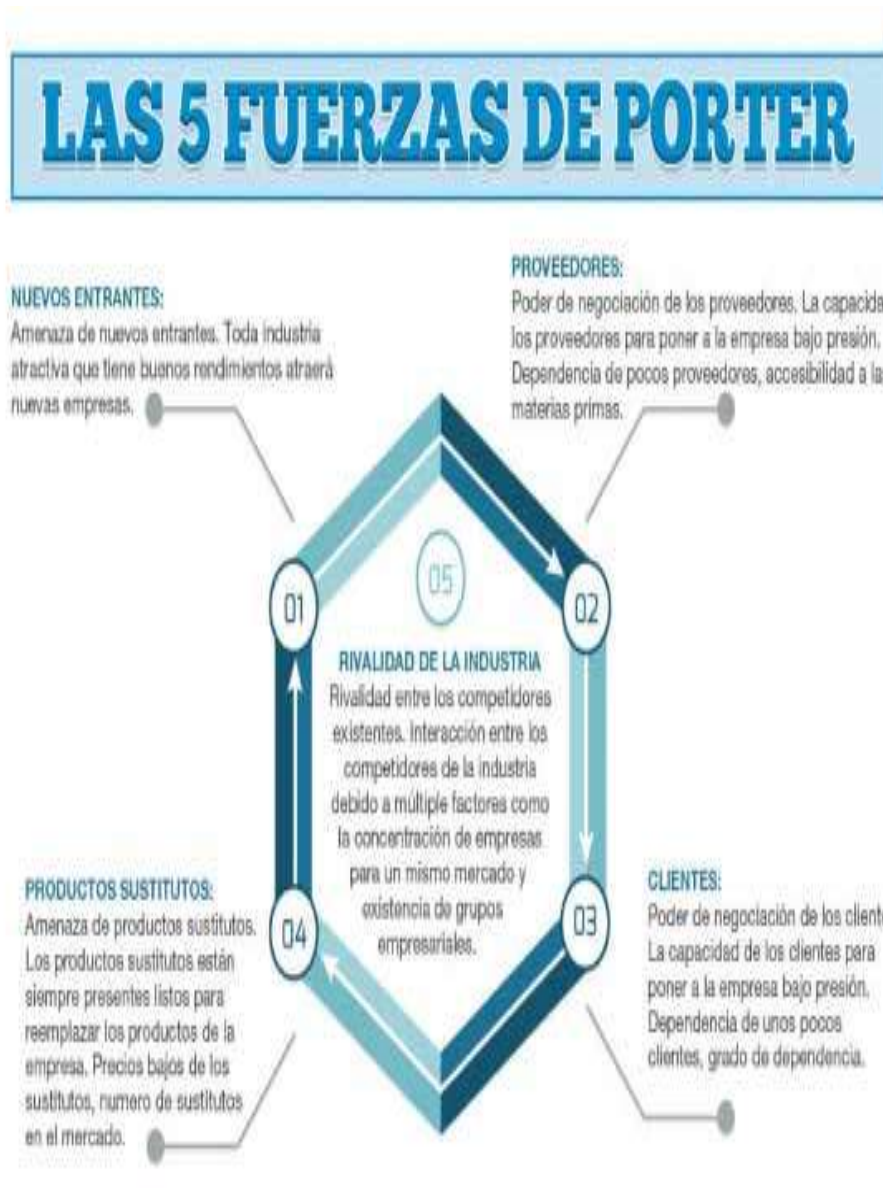 LAS 5 FUERZAS DE PORTER
NUEVOS ENTRANTES:
Amenaza de nuevos entrantes. Toda industria
atractiva que tiene buenos rendimientos atraerá
nuevas empresas.
PROVEEDORES:
Poder de negociación de los proveedores. La capacida
los proveedores para poner a la empresa bajo presión.
Dependencia de pocos proveedores, accesibilidad a la
materias primas.
01
02
05
RIVALIDAD DE LA INDUSTRIA
Rivalidad entre los competidores
existentes. Interacción entre los
competidores de la industria
debido a múltiple factores como
la concentración de empresas
para un mismo mercado y
existencia de grupos
empresariales.
04
03
PRODUCTOS SUSTITUTOS:
Amenaza de productos sustitutos.
Los productos sustitutos están
siempre presentes listos para
reemplazar los productos de la
empresa. Precios bajos de los
sustitutos, numero de sustitutos
en el mercado.
CLIENTES:
Poder de negociación de los client
La capacidad de los clientes para
poner a la empresa bajo presión.
Dependencia de unos pocos
clientes, grado de dependencia.